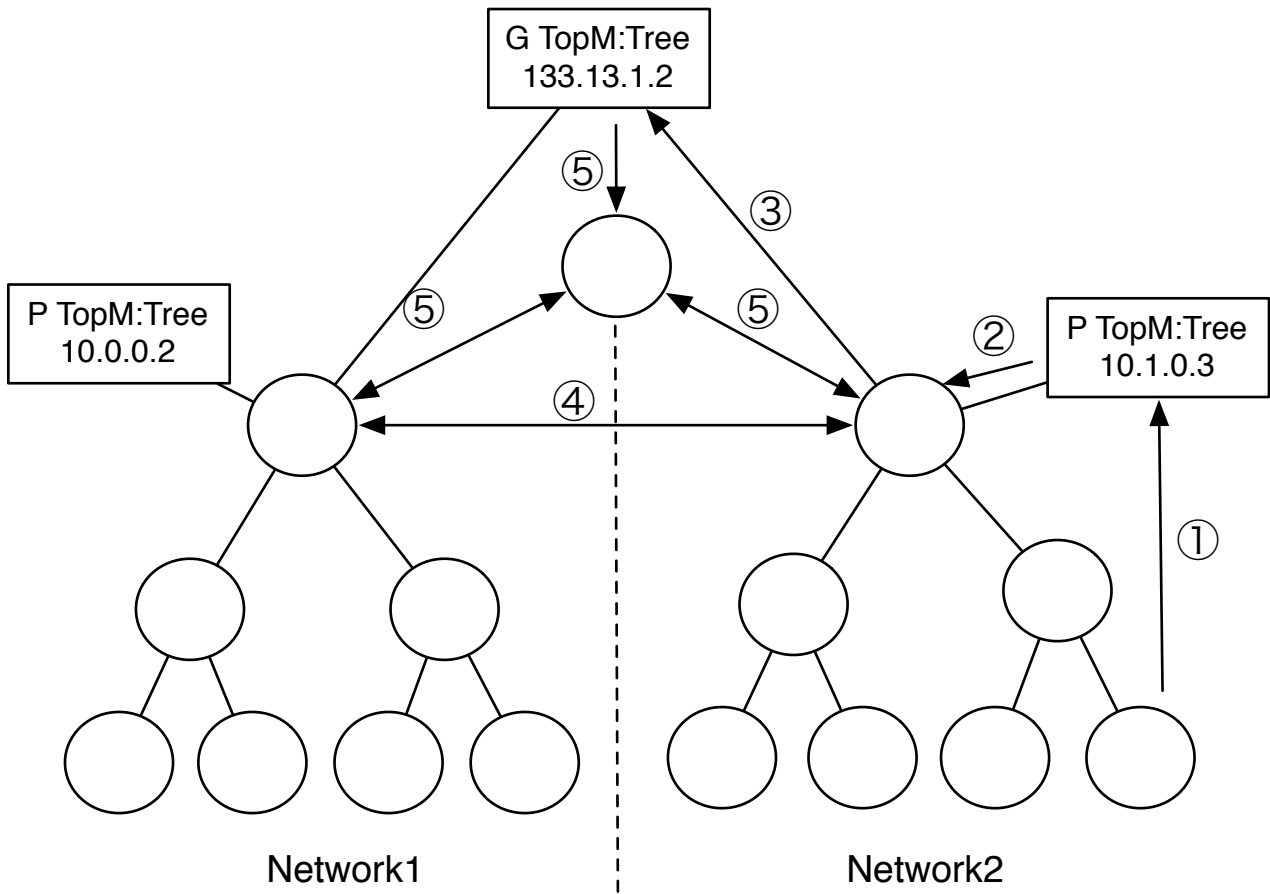 G TopM:Tree
133.13.1.2
⑤
③
⑤
⑤
P TopM:Tree
10.0.0.2
②
P TopM:Tree
10.1.0.3
④
①
Network1
Network2